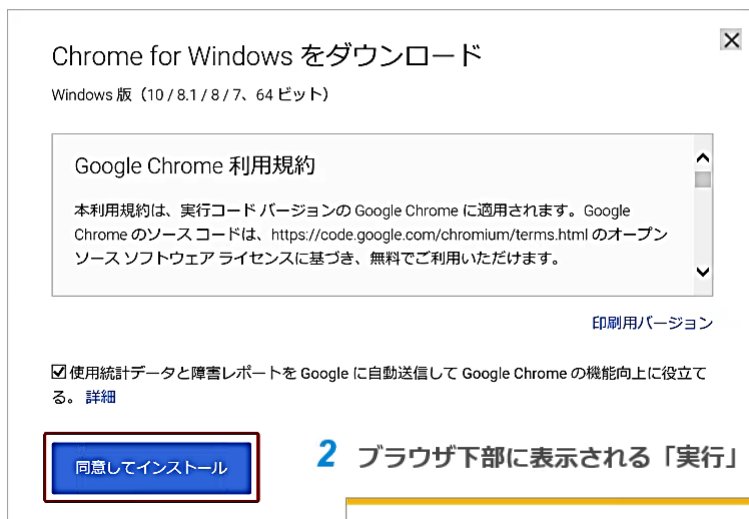 Chrome for Windows をダウンロード
Windows 版（10 / 8.1 / 8 / 7、64 ビット）
Google Chrome 利用規約
本利用規約は、実行コード バージョンの Google Chrome に適用されます。Google
Chrome のソース コードは、https://code.google.com/chromium/terms.html のオープン
ソース ソフトウェア ライセンスに基づき、無料でご利用いただけます。
印刷用バージョン
使用統計データと障害レポートを Google に自動送信して Google Chrome の機能向上に役立て
る。 詳細
同意してインストール
2 ブラウザ下部に表示される「実行」